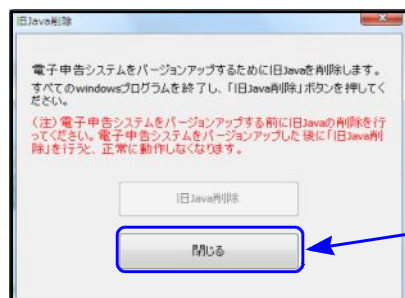 旧Java削除
電子申告システムをバージョンアップするために旧Javaを削除します。
すべてのwindowsプログラムを終了し、「旧Java削除」ボタンを押してく
ださい。
(注)電子申告システムをバージョンアップする前に旧Javaの削除を行
ってください。電子申告システムをバージョンアップした後に「旧Java削
除」を行うと、正常に動作しなくなります。
旧Java削除
閉じる